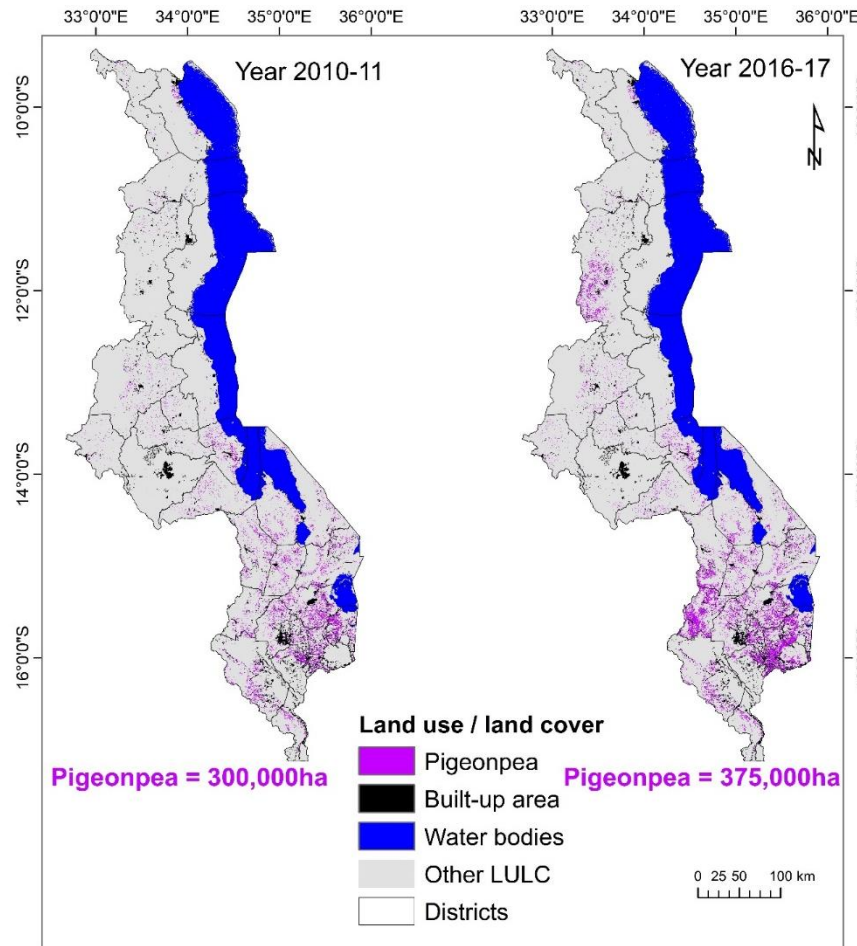 33°0'0"E 34°0'0"E 35°0'0"E 36°0'0"E 33°0'0"E 34°0'0"E 35°0'0"E 36°0'0"E
Year 2010-11
Year 2016-17
10°0'0"S
N
12°0'0"S
14°0'0"S
16°0'0"S
Land use / land cover
Pigeonpea = 300,000ha
Pigeonpea
Pigeonpea = 375,000ha
Built-up area
Water bodies
Other LULC
0 25 50 100 km
Districts